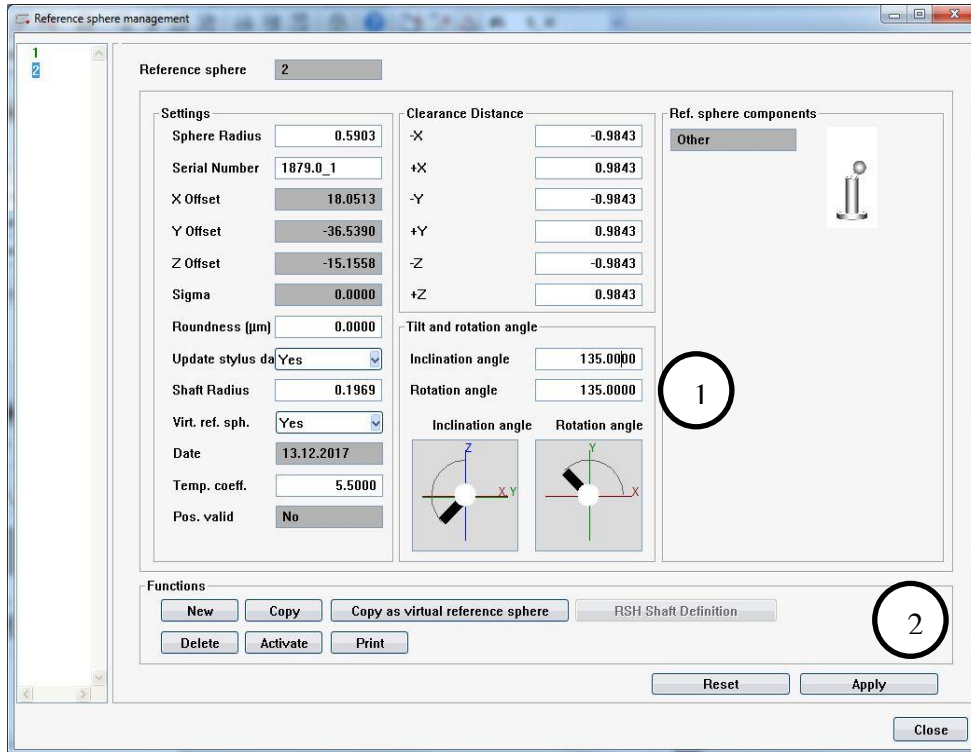 Reference sphere management
1
2
Reference sphere 2
Settings
Sphere Radius 0.5903
Serial Number 1879.0_1
X Offset 18.0513
Y Offset -36.5390
Z Offset -15.1558
Sigma 0.0000
Roundness (µm) 0.0000
Update stylus da Yes
Shaft Radius 0.1969
Virt. ref. sph. Yes
Date 13.12.2017
Temp. coeff. 5.5000
Pos. valid No
Clearance Distance
-X -0.9843
+X 0.9843
-Y -0.9843
+Y 0.9843
-Z -0.9843
+Z 0.9843
Tilt and rotation angle
Inclination angle 135.0000
Rotation angle 135.0000
1
Inclination angle Rotation angle
Z
X Y
Y
X
Ref. sphere components
Other
Functions
New Copy Copy as virtual reference sphere RSH Shaft Definition
Delete Activate Print
2
Reset Apply
Close